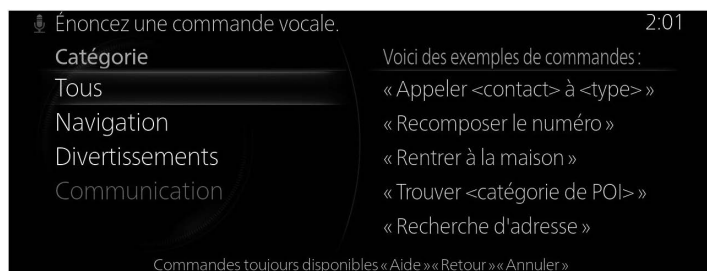 Énoncez une commande vocale.
2:01
Catégorie
Tous
Navigation
Divertissements
Communication
Voici des exemples de commandes :
« Appeler <contact> à <type> »
« Recomposer le numéro »
« Rentrer à la maison »
« Trouver <catégorie de POI> »
« Recherche d'adresse »
Commandes toujours disponibles « Aide » « Retour » « Annuler »